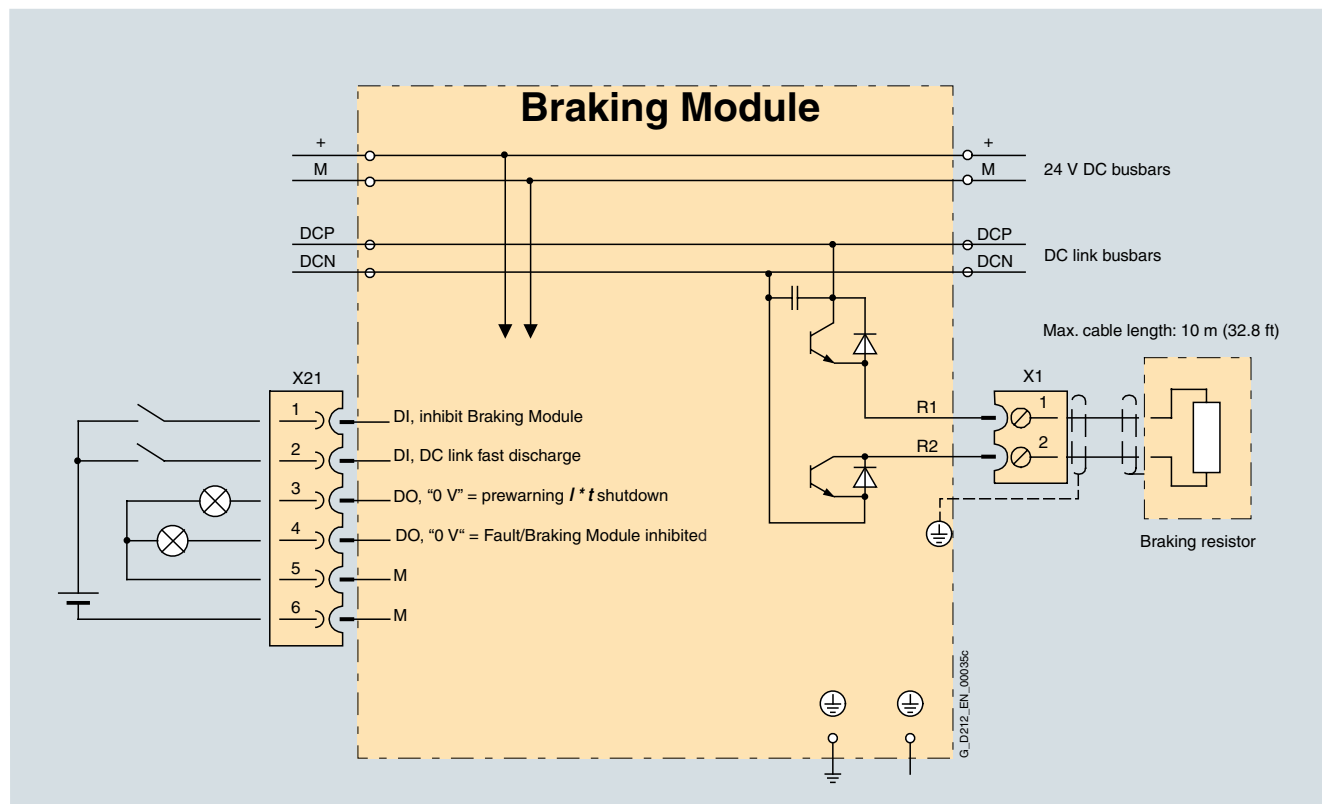 Braking Module
+
M
+
M
24 V DC busbars
DCP
DCN
DCP
DCN
DC link busbars
Max. cable length: 10 m (32.8 ft)
X21
1
DI, inhibit Braking Module
2
DI, DC link fast discharge
3
DO, “0 V” = prewarning I * t shutdown
4
DO, “0 V“ = Fault/Braking Module inhibited
5
M
6
M
R1
R2
X1
1
2
Braking resistor
G_D212_EN_00035c